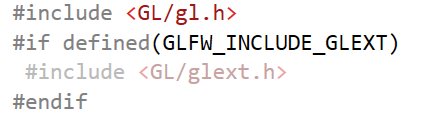 #include <GL/gl.h>
#if defined(GLFW_INCLUDE_GLEXT)
 #include <GL/glext.h>
#endif